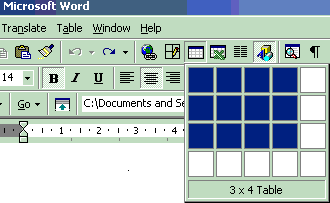 Microsoft Word
Translate Table Window Help
14 B I U
Go C:\Documents and Se
1 2 3 4
3 x 4 Table